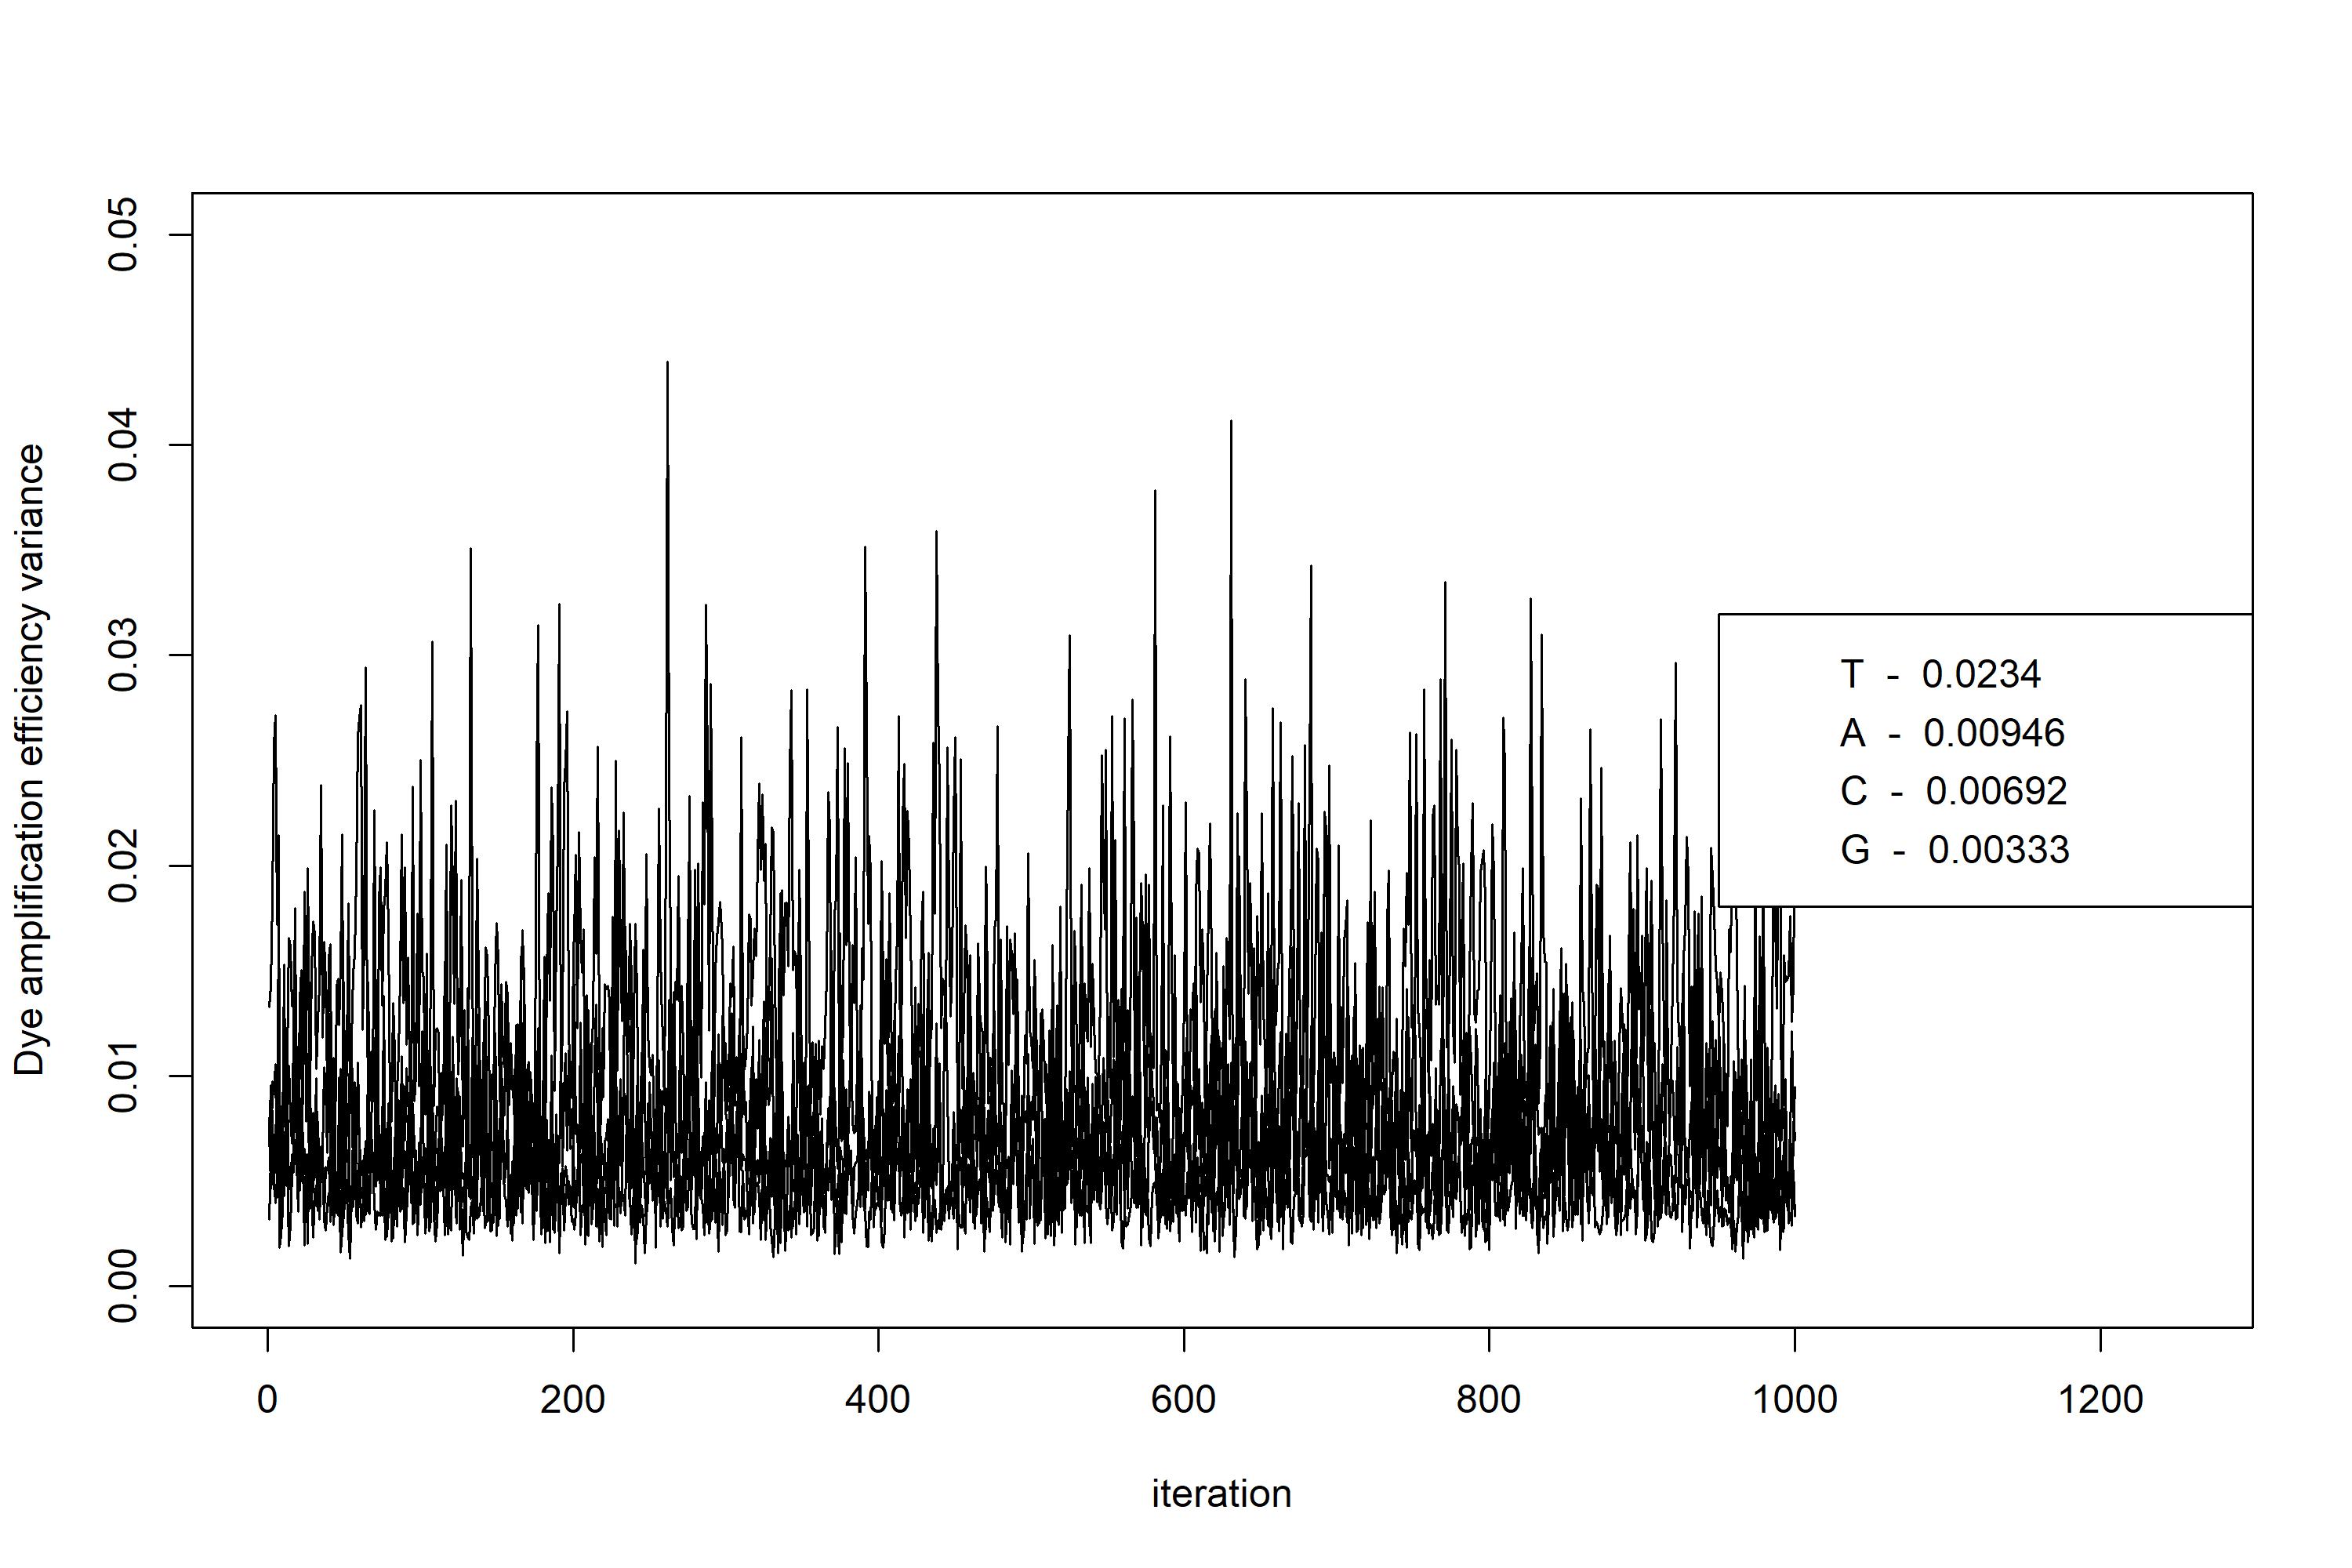 Dye amplification efficiency variance
0.05
0.04
0.03
0.02
0.01
0.00
T - 0.0234
A - 0.00946
C - 0.00692
G - 0.00333
0 200 400 600 800 1000 1200
iteration